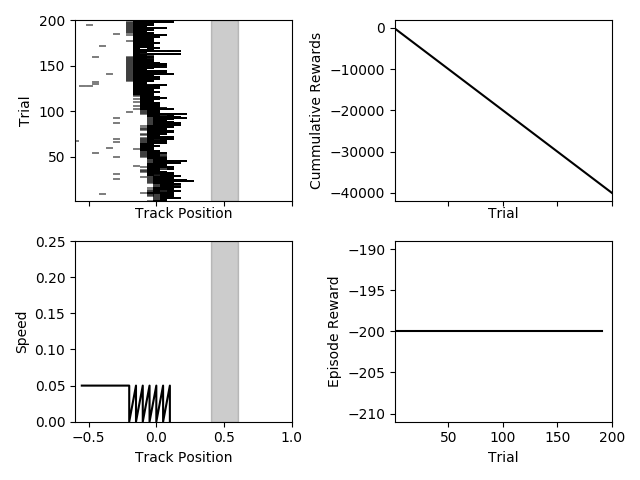 200
150
100
50
Trial
Track Position
0
−10000
−20000
−30000
−40000
Cummulative Rewards
Trial
0.25
0.20
0.15
0.10
0.05
0.00
Speed
−0.5 0.0 0.5 1.0
Track Position
−190
−195
−200
−205
−210
Episode Reward
50 100 150 200
Trial